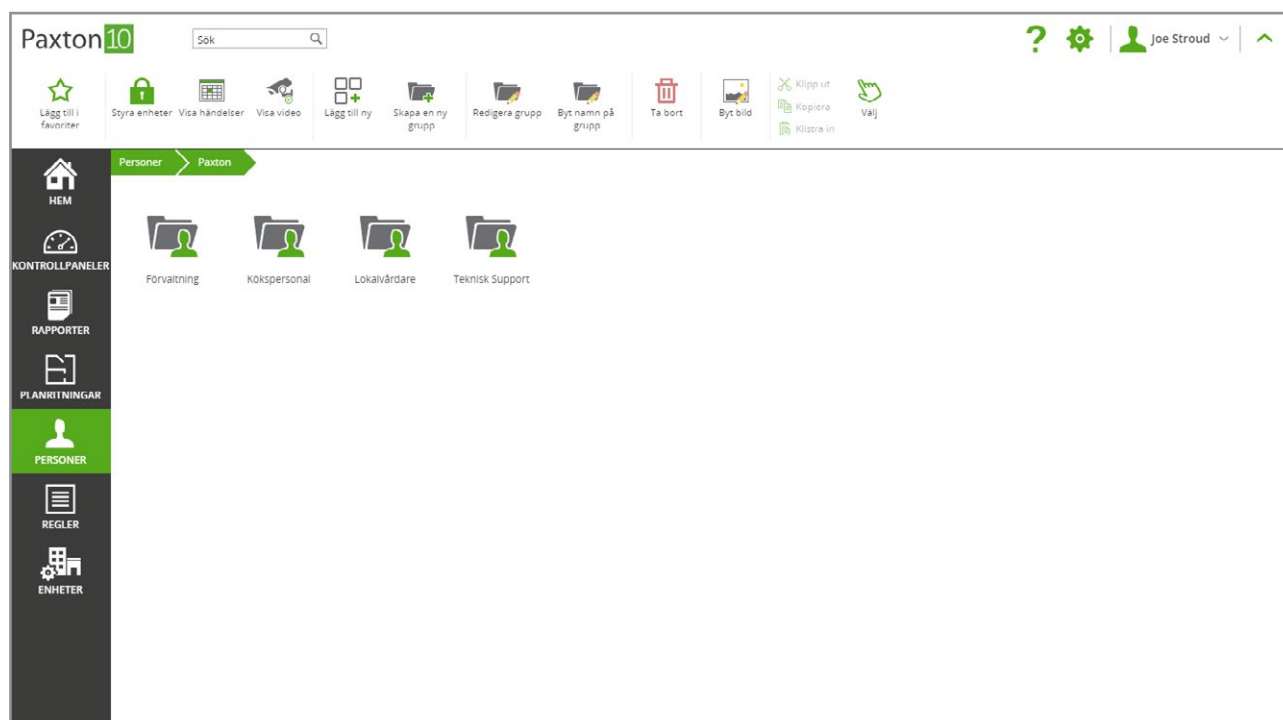 Paxton 10
Sök
Joe Stroud
Lägg till i
favoriter
Styra enheter
Visa händelser
Visa video
Lägg till ny
Skapa en ny
grupp
Redigera grupp
Byt namn på
grupp
Ta bort
Byt bild
Klipp ut
Kopiera
Klistra in
Välj
Personer
Paxton
HEM
KONTROLLPANELER
RAPPORTER
PLANRITNINGAR
PERSONER
REGLER
ENHETER
Förvaltning
Kökspersonal
Lokalvårdare
Teknisk Support